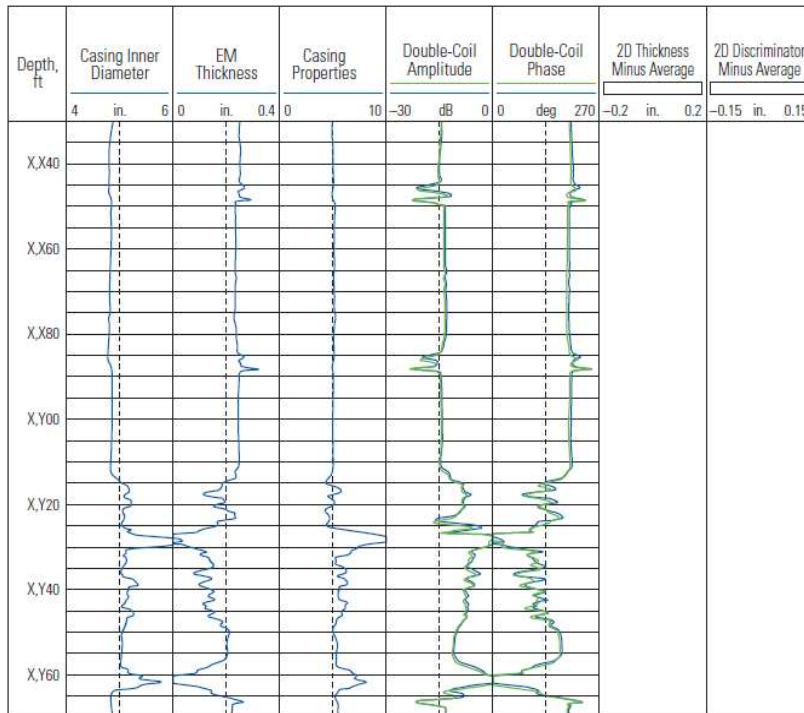 Depth,
ft
Casing Inner
Diameter
4 in. 6
EM
Thickness
0 in. 0.4
Casing
Properties
0 10
Double-Coil
Amplitude
–30 dB 0
Double-Coil
Phase
0 deg 270
2D Thickness
Minus Average
–0.2 in. 0.2
2D Discriminator
Minus Average
–0.15 in. 0.15
X,X40
X,X60
X,X80
X,Y00
X,Y20
X,Y40
X,Y60